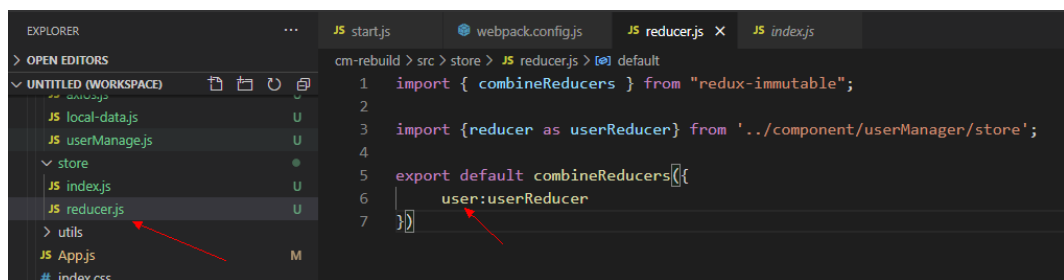 EXPLORER ...
JS start.js webpack.config.js JS reducer.js × JS index.js
> OPEN EDITORS
cm-rebuild > src > store > JS reducer.js > default
UNTITLED (WORKSPACE)
JS axios.js U
JS local-data.js U
JS userManage.js U
store
JS index.js U
JS reducer.js U
> utils
JS App.js M
# index.css
1 import { combineReducers } from "redux-immutable";
2
3 import {reducer as userReducer} from '../component/userManager/store';
4
5 export default combineReducers({
6 user:userReducer
7 })